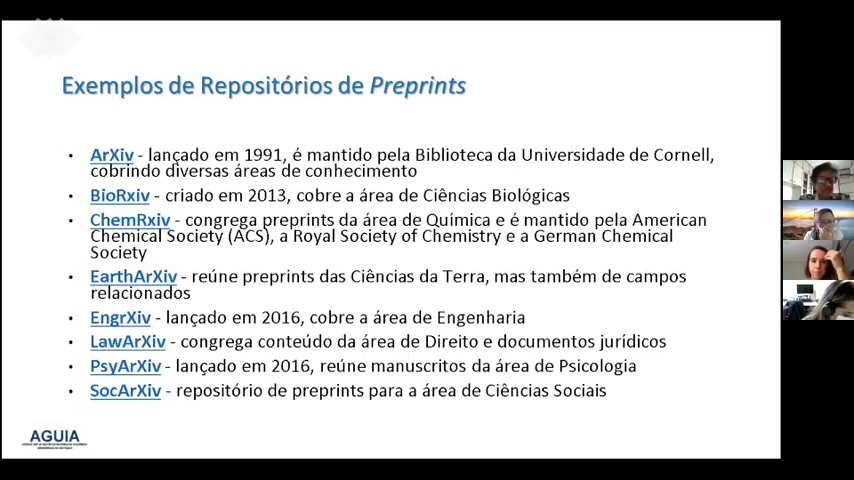 Exemplos de Repositórios de Preprints
• ArXiv - lançado em 1991, é mantido pela Biblioteca da Universidade de Cornell,
cobrindo diversas áreas de conhecimento
• BioRxiv - criado em 2013, cobre a área de Ciências Biológicas
• ChemRxiv - congrega preprints da área de Química e é mantido pela American
Chemical Society (ACS), a Royal Society of Chemistry e a German Chemical
Society
• EarthArXiv - reúne preprints das Ciências da Terra, mas também de campos
relacionados
• EngrXiv - lançado em 2016, cobre a área de Engenharia
• LawArXiv - congrega conteúdo da área de Direito e documentos jurídicos
• PsyArXiv - lançado em 2016, reúne manuscritos da área de Psicologia
• SocArXiv - repositório de preprints para a área de Ciências Sociais
AGUIA